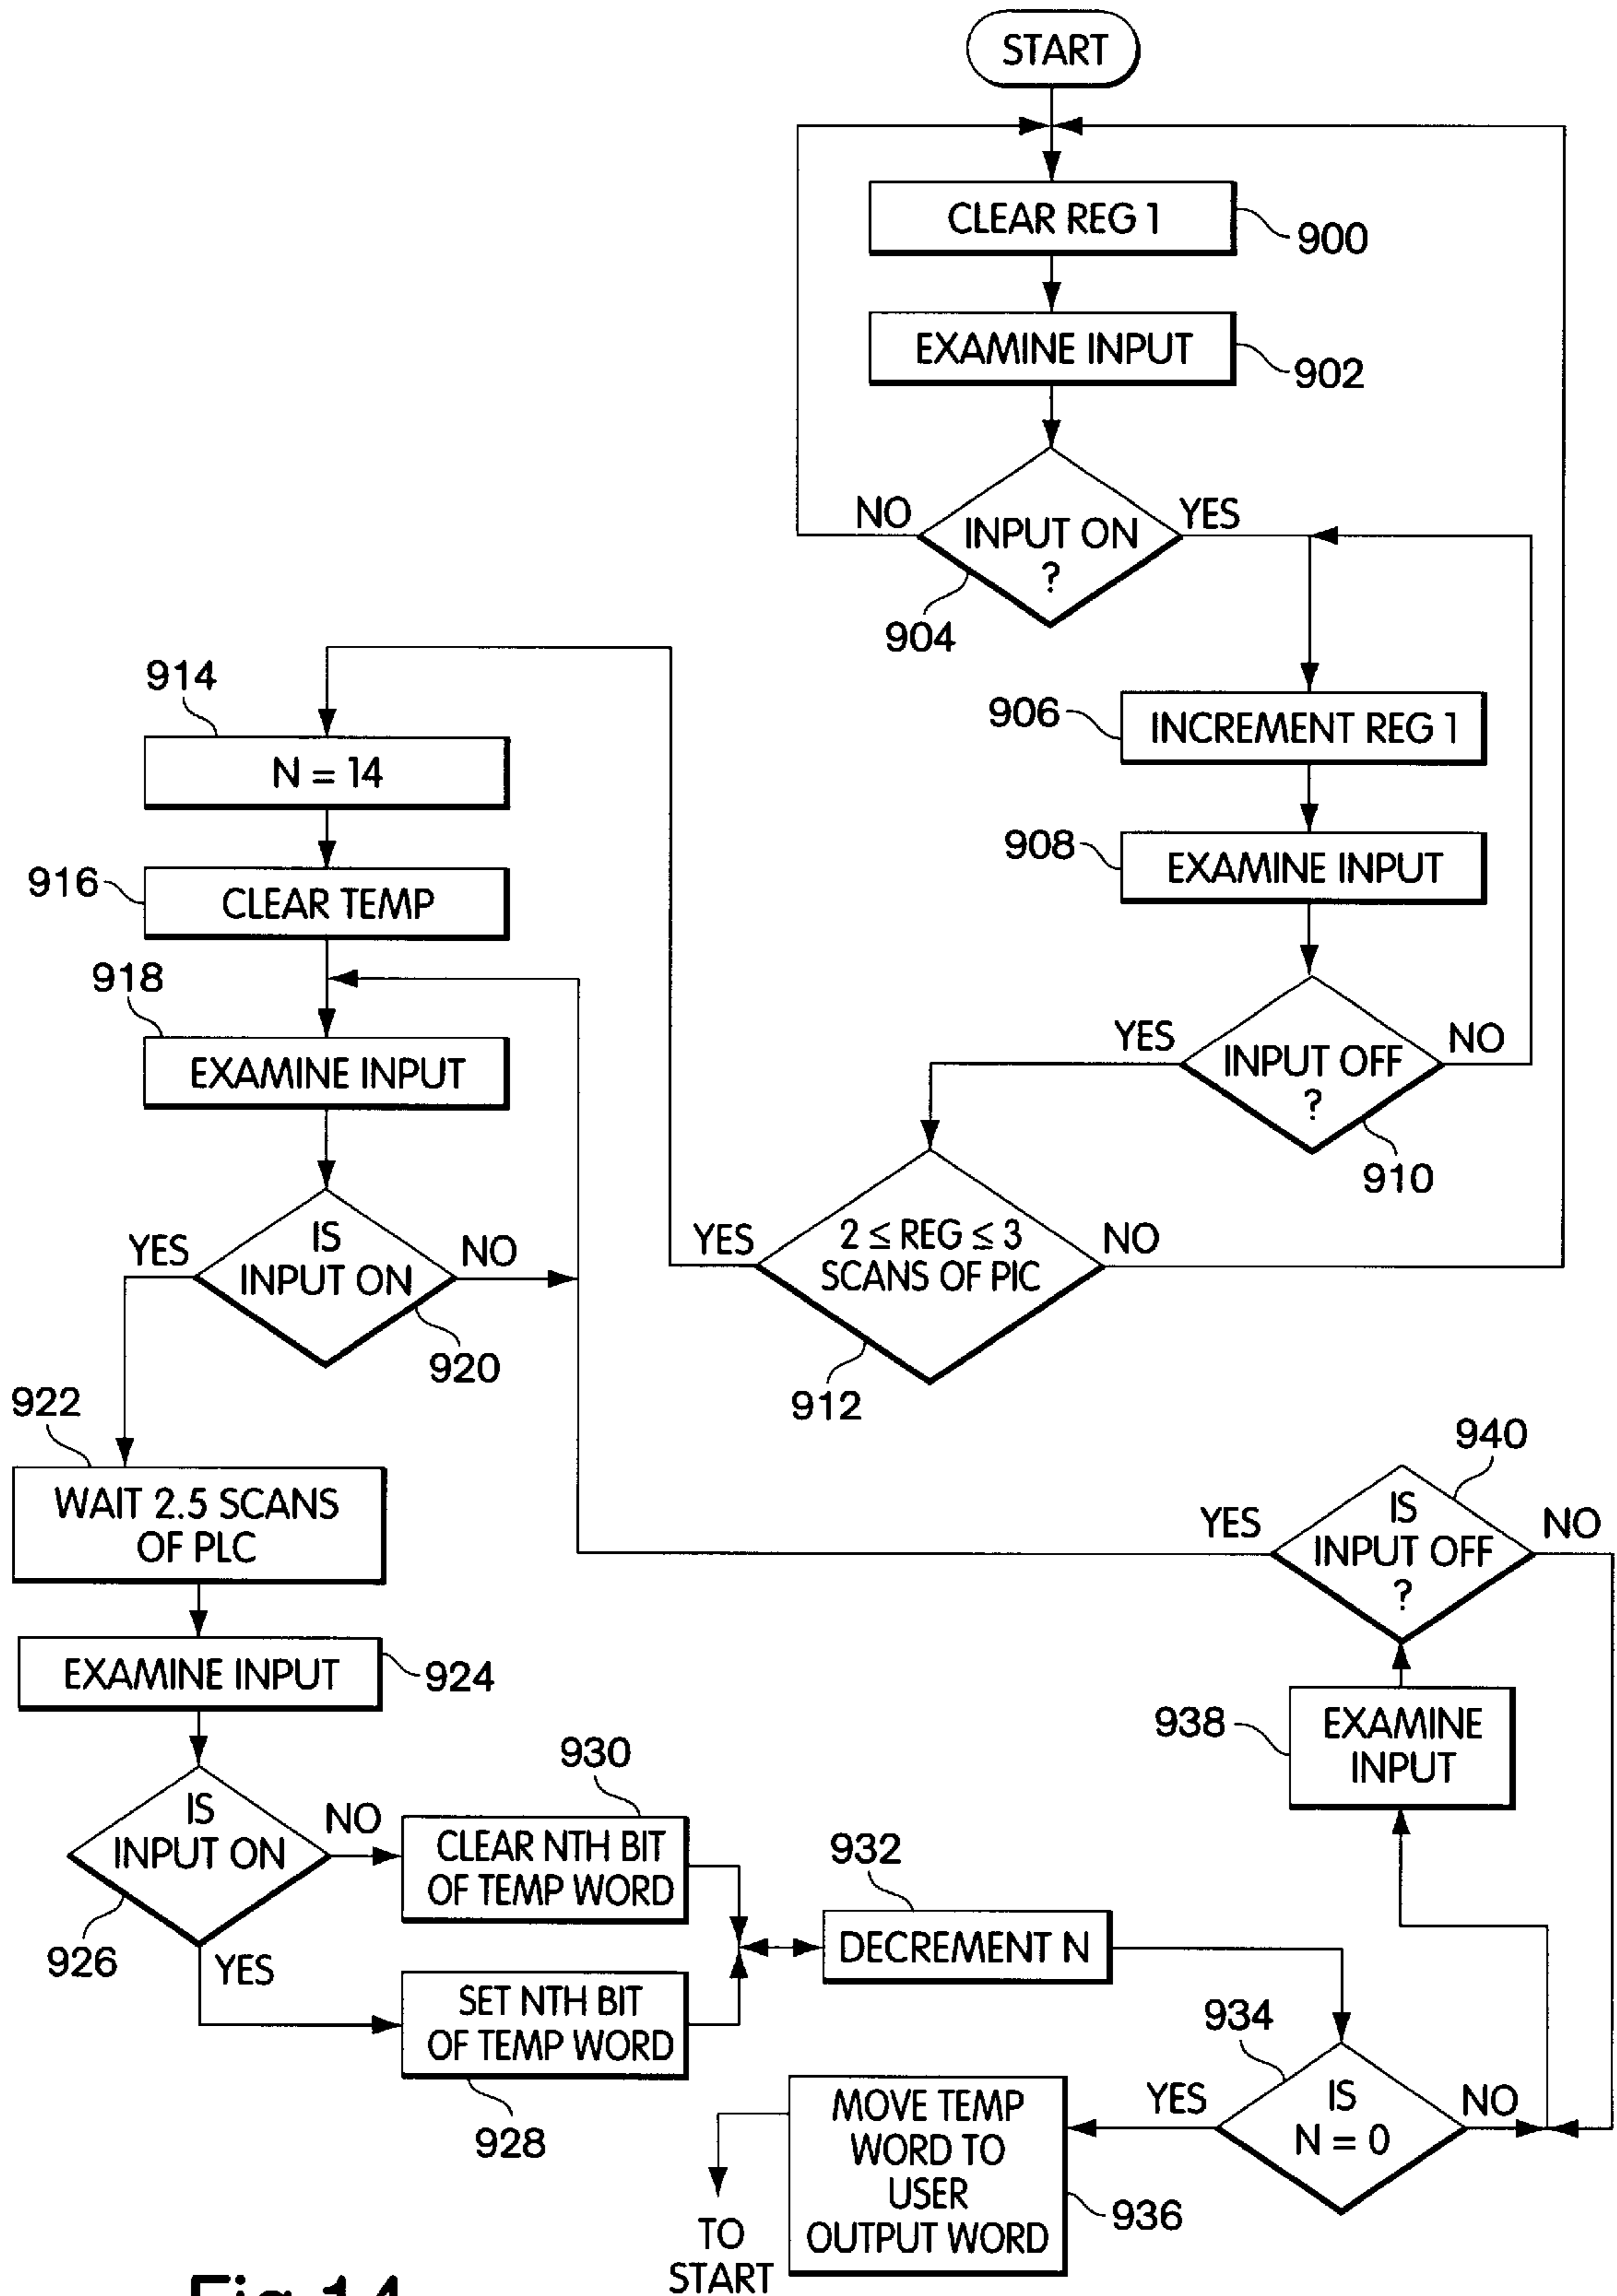 START
CLEAR REG 1
900
EXAMINE INPUT
902
NO
INPUT ON
?
YES
904
906
INCREMENT REG 1
908
EXAMINE INPUT
YES
INPUT OFF
?
NO
910
YES
2 ≤ REG ≤ 3
SCANS OF PIC
NO
912
914
N = 14
916
CLEAR TEMP
918
EXAMINE INPUT
YES
IS
INPUT ON
NO
920
922
WAIT 2.5 SCANS
OF PLC
EXAMINE INPUT
924
IS
INPUT ON
NO
926
YES
930
CLEAR NTH BIT
OF TEMP WORD
SET NTH BIT
OF TEMP WORD
928
932
DECREMENT N
934
YES
IS
N = 0
NO
MOVE TEMP
WORD TO
USER
OUTPUT WORD
936
TO
START
938
EXAMINE
INPUT
940
YES
IS
INPUT OFF
?
NO
Fig.14